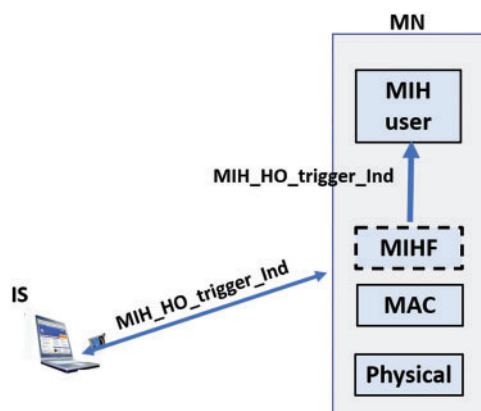 MN
MIH
user
MIH_HO_trigger_Ind
MIHF
MIH_HO_trigger_Ind
IS
MAC
Physical